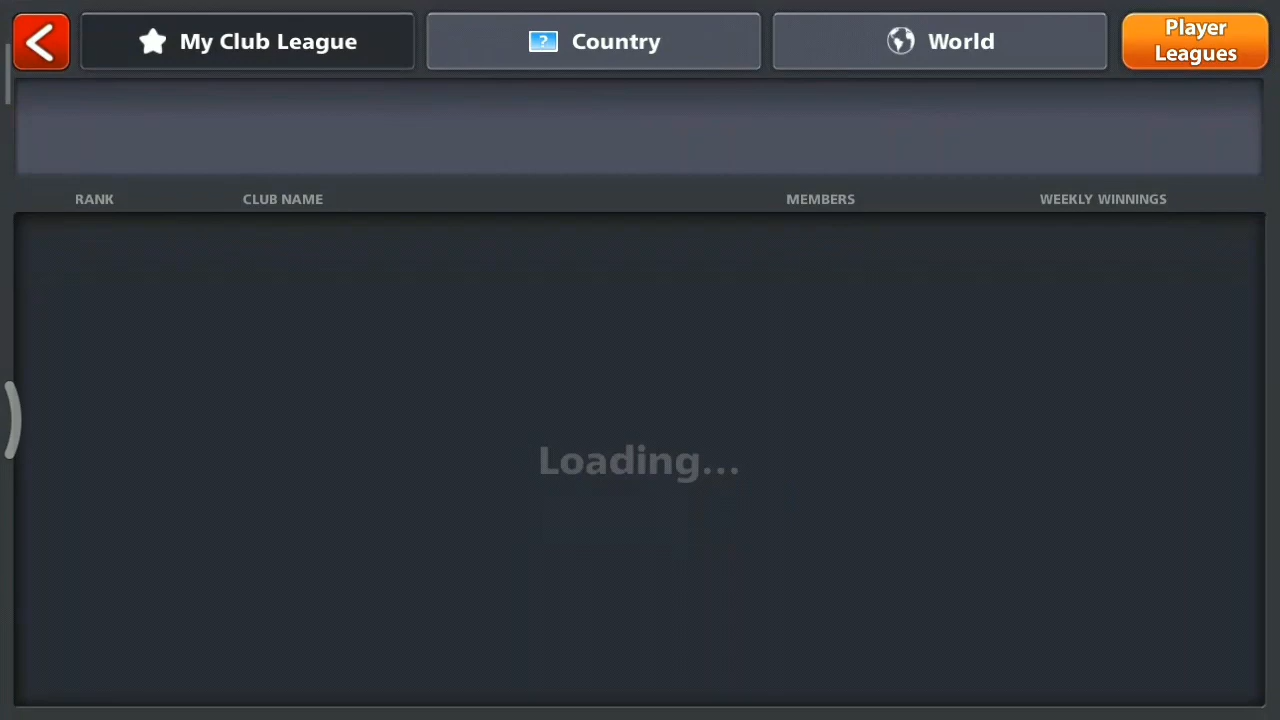 My Club League
?
Country
World
Player
Leagues
RANK
CLUB NAME
MEMBERS
WEEKLY WINNINGS
Loading...